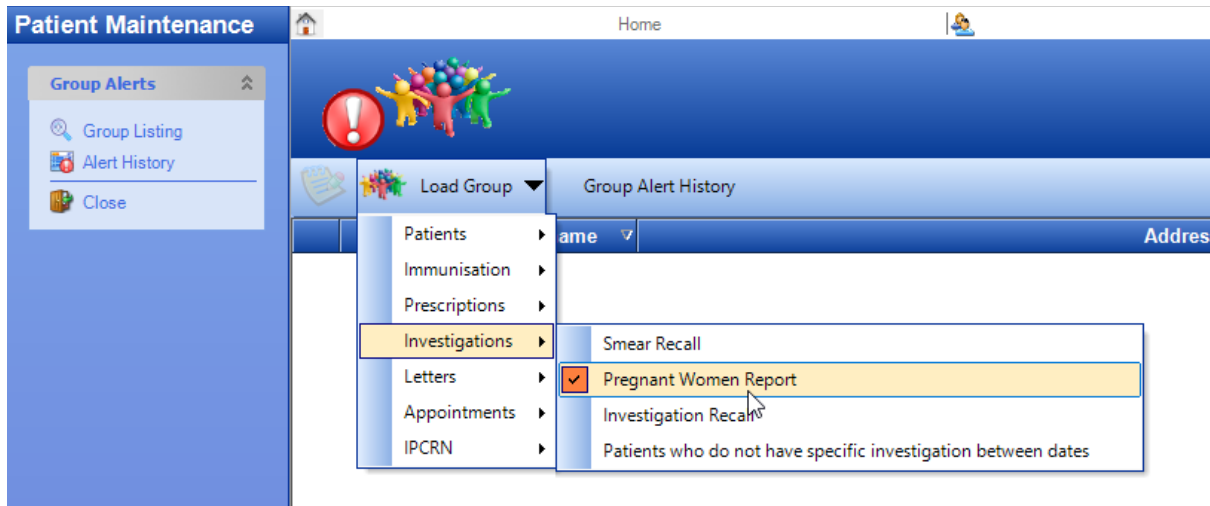 Patient Maintenance
Home
Group Alerts
Group Listing
Alert History
Close
Load Group
Group Alert History
ame
Addres
Patients
Immunisation
Prescriptions
Investigations
Letters
Appointments
IPCRN
Smear Recall
Pregnant Women Report
Investigation Recall
Patients who do not have specific investigation between dates